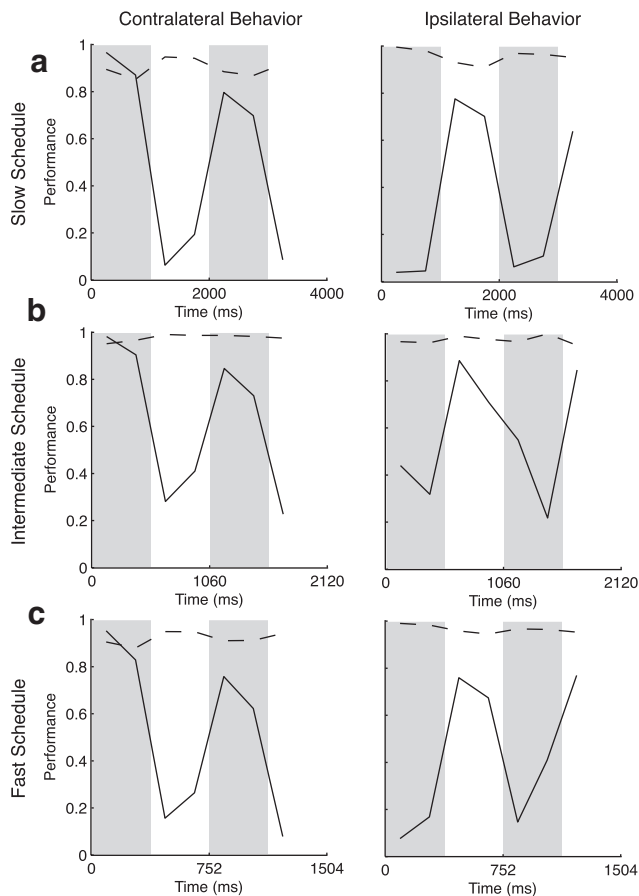 Contralateral Behavior Ipsilateral Behavior
a
Slow Schedule
Performance
1
0.8
0.6
0.4
0.2
0
0 2000 4000
Time (ms)
0 2000 4000
Time (ms)
b
Intermediate Schedule
Performance
1
0.8
0.6
0.4
0.2
0
0 1060 2120
Time (ms)
0 1060 2120
Time (ms)
c
Fast Schedule
Performance
1
0.8
0.6
0.4
0.2
0
0 752 1504
Time (ms)
0 752 1504
Time (ms)